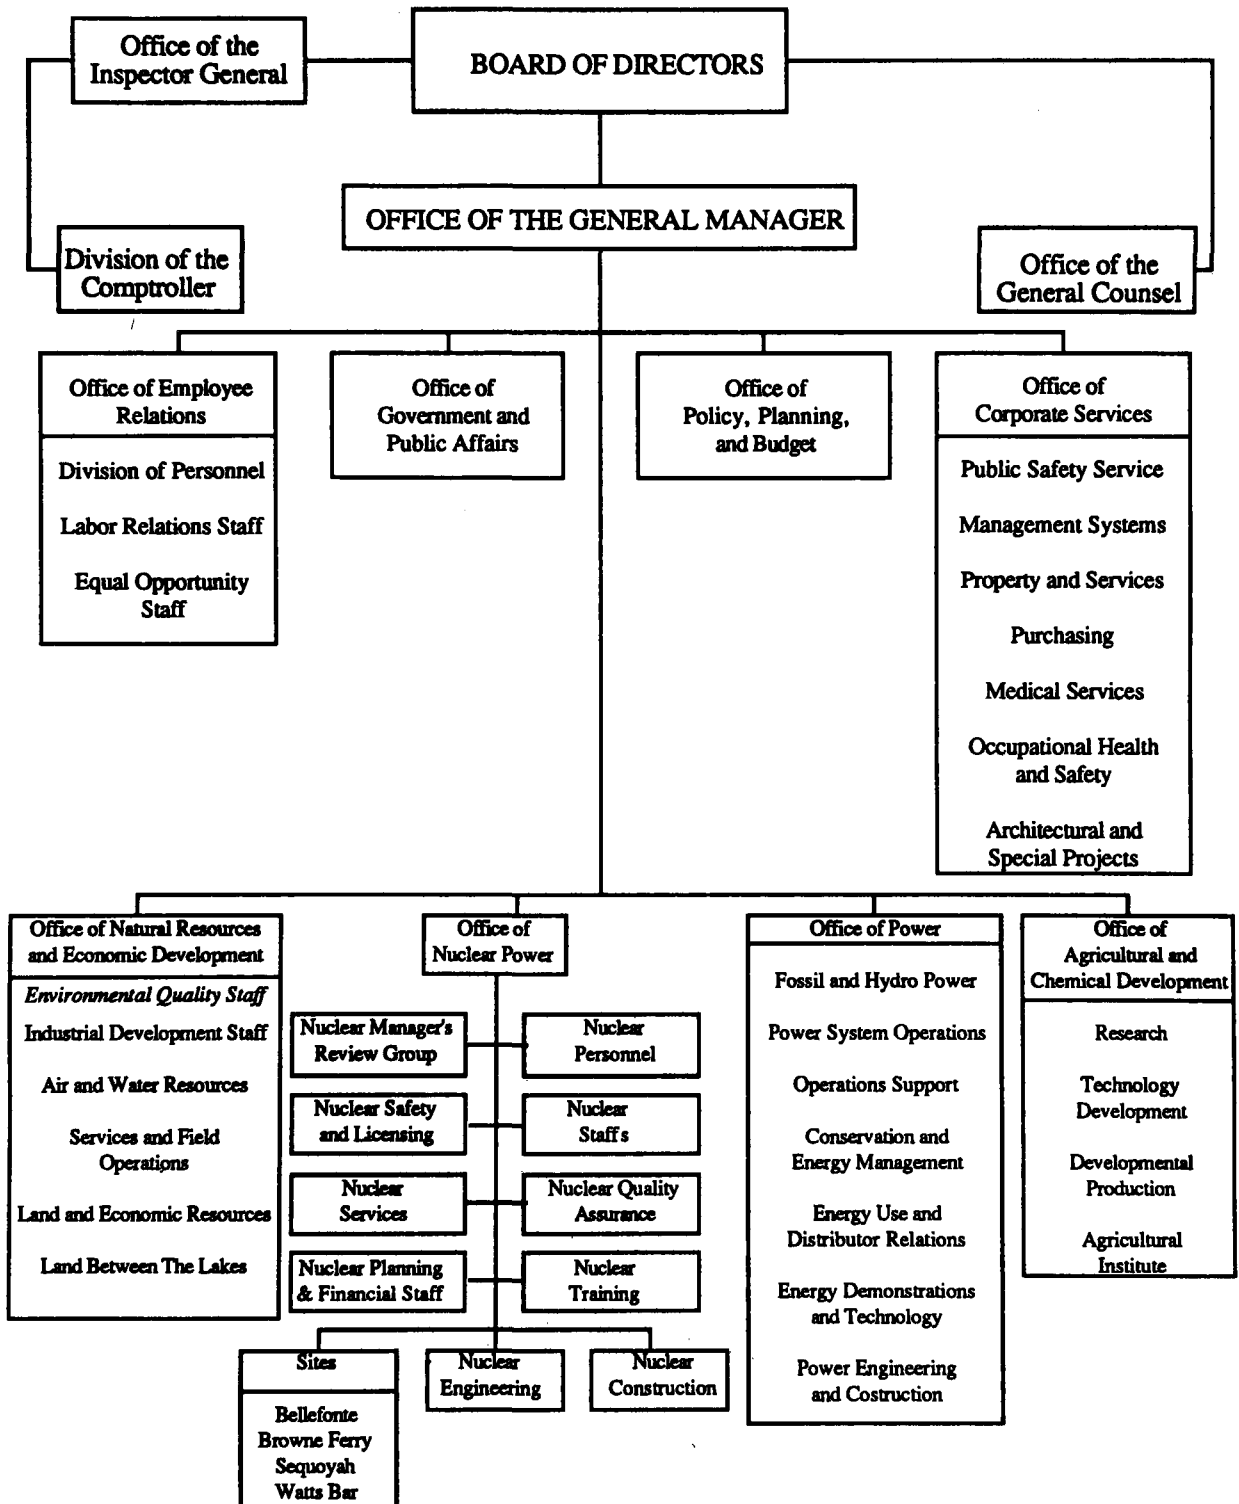 Office of the
Inspector General
BOARD OF DIRECTORS
OFFICE OF THE GENERAL MANAGER
Division of the
Comptroller
Office of the
General Counsel
Office of Employee
Relations
Division of Personnel
Labor Relations Staff
Equal Opportunity
Staff
Office of
Government and
Public Affairs
Office of
Policy, Planning,
and Budget
Office of
Corporate Services
Public Safety Service
Management Systems
Property and Services
Purchasing
Medical Services
Occupational Health
and Safety
Architectural and
Special Projects
Office of Natural Resources
and Economic Development
Environmental Quality Staff
Industrial Development Staff
Air and Water Resources
Services and Field
Operations
Land and Economic Resources
Land Between The Lakes
Office of
Nuclear Power
Nuclear Manager's
Review Group
Nuclear
Personnel
Nuclear Safety
and Licensing
Nuclear
Staffs
Nuclear
Services
Nuclear Quality
Assurance
Nuclear Planning
& Financial Staff
Nuclear
Training
Sites
Bellefonte
Browne Ferry
Sequoyah
Watts Bar
Nuclear
Engineering
Nuclear
Construction
Office of Power
Fossil and Hydro Power
Power System Operations
Operations Support
Conservation and
Energy Management
Energy Use and
Distributor Relations
Energy Demonstrations
and Technology
Power Engineering
and Costruction
Office of
Agricultural and
Chemical Development
Research
Technology
Development
Developmental
Production
Agricultural
Institute